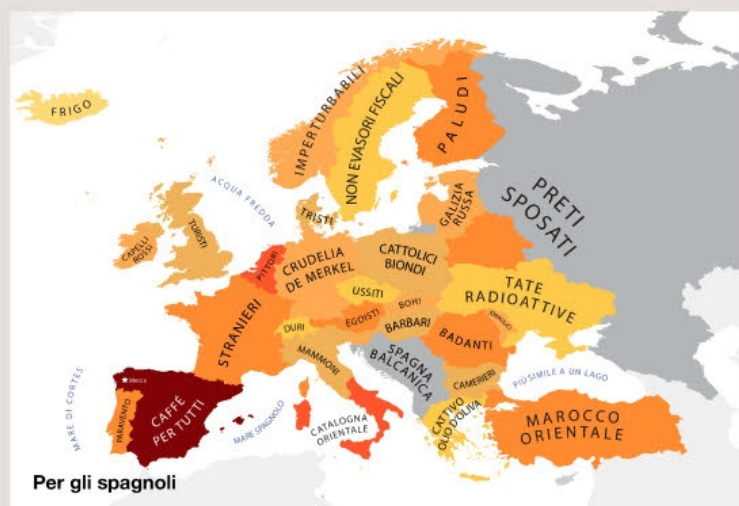 FRIGO
IMPERTURBABILI
NON EVASORI FISCALI
PALUDI
ACQUA FREDDA
PRETI
SPOSATI
GALIZIA
RUSSA
TRISTI
TURISTI
CAPELLI
ROSSI
PITTORI
CRUDELIA
DE MERKEL
CATTOLICI
BIONDI
TATE
RADIOATTIVE
USSITI
BOH!
STRANIERI
DURI
EGOISTI
BARBARI
BADANTI
MAMMONI
SPAGNA
BALCANICA
CAMERIERI
PIÙ SIMILE A UN LAGO
MARE DI CORTES
PARAVENTO
CAFFÈ
PER TUTTI
MARE SPAGNOLO
CATALOGNA
ORIENTALE
CATTIVO
OLIO D'OLIVA
MAROCCO
ORIENTALE
Per gli spagnoli